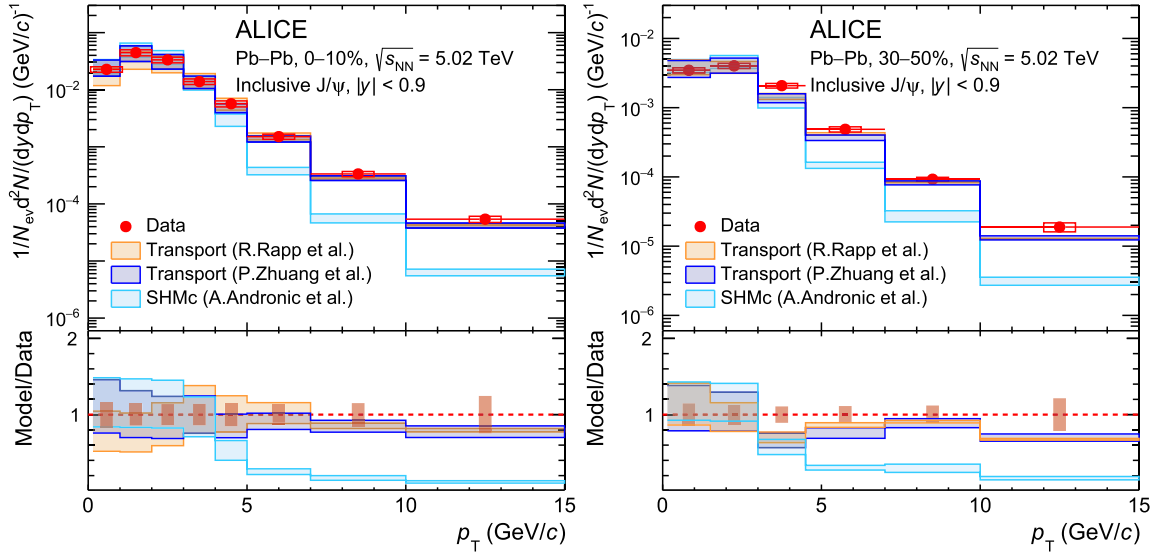 ALICE
Pb–Pb, 0–10%, √sNN = 5.02 TeV
Inclusive J/ψ, |y| < 0.9
1/Nev d²N/(dydpT) (GeV/c)⁻¹
10⁻²
10⁻⁴
10⁻⁶
Data
Transport (R.Rapp et al.)
Transport (P.Zhuang et al.)
SHMc (A.Andronic et al.)
Model/Data
2
1
0 5 10 15
pT (GeV/c)
ALICE
Pb–Pb, 30–50%, √sNN = 5.02 TeV
Inclusive J/ψ, |y| < 0.9
1/Nev d²N/(dydpT) (GeV/c)⁻¹
10⁻²
10⁻³
10⁻⁴
10⁻⁵
10⁻⁶
Data
Transport (R.Rapp et al.)
Transport (P.Zhuang et al.)
SHMc (A.Andronic et al.)
Model/Data
2
1
0 5 10 15
pT (GeV/c)